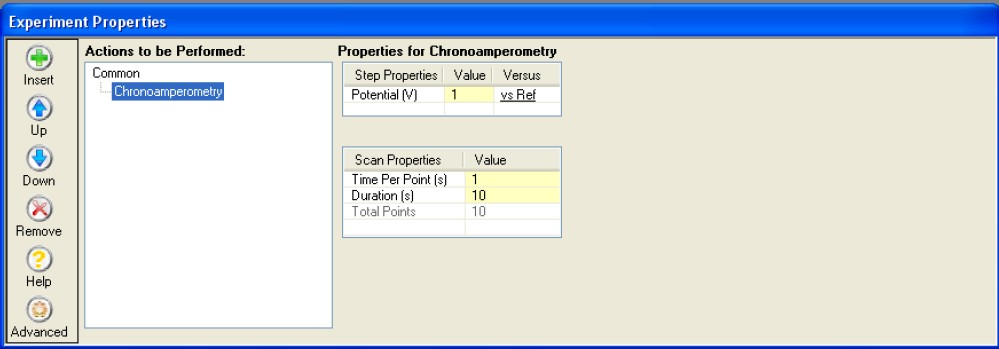 Experiment Properties
Insert
Up
Down
Remove
Help
Advanced
Actions to be Performed:
Common
Chronoamperometry
Properties for Chronoamperometry
Step Properties Value Versus
Potential (V) 1 vs Ref
Scan Properties Value
Time Per Point (s) 1
Duration (s) 10
Total Points 10